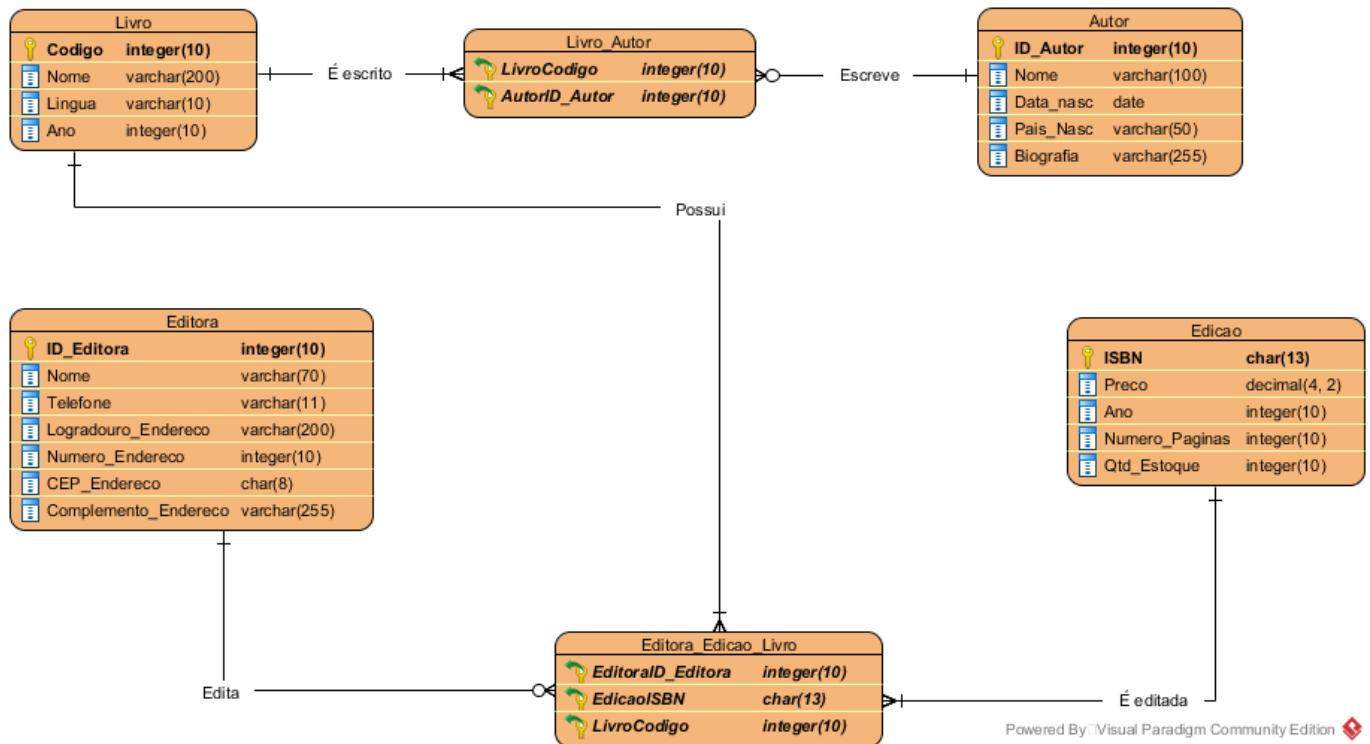 Livro
Codigo integer(10)
Nome varchar(200)
Lingua varchar(10)
Ano integer(10)
É escrito
Livro_Autor
LivroCodigo integer(10)
AutorID_Autor integer(10)
Escreve
Autor
ID_Autor integer(10)
Nome varchar(100)
Data_nasc date
Pais_Nasc varchar(50)
Biografia varchar(255)
Possui
Editora
ID_Editora integer(10)
Nome varchar(70)
Telefone varchar(11)
Logradouro_Endereco varchar(200)
Numero_Endereco integer(10)
CEP_Endereco char(8)
Complemento_Endereco varchar(255)
Edicao
ISBN char(13)
Preco decimal(4, 2)
Ano integer(10)
Numero_Paginas integer(10)
Qtd_Estoque integer(10)
Edita
Editora_Edicao_Livro
EditoraID_Editora integer(10)
EdicaoISBN char(13)
LivroCodigo integer(10)
É editada
Powered By Visual Paradigm Community Edition